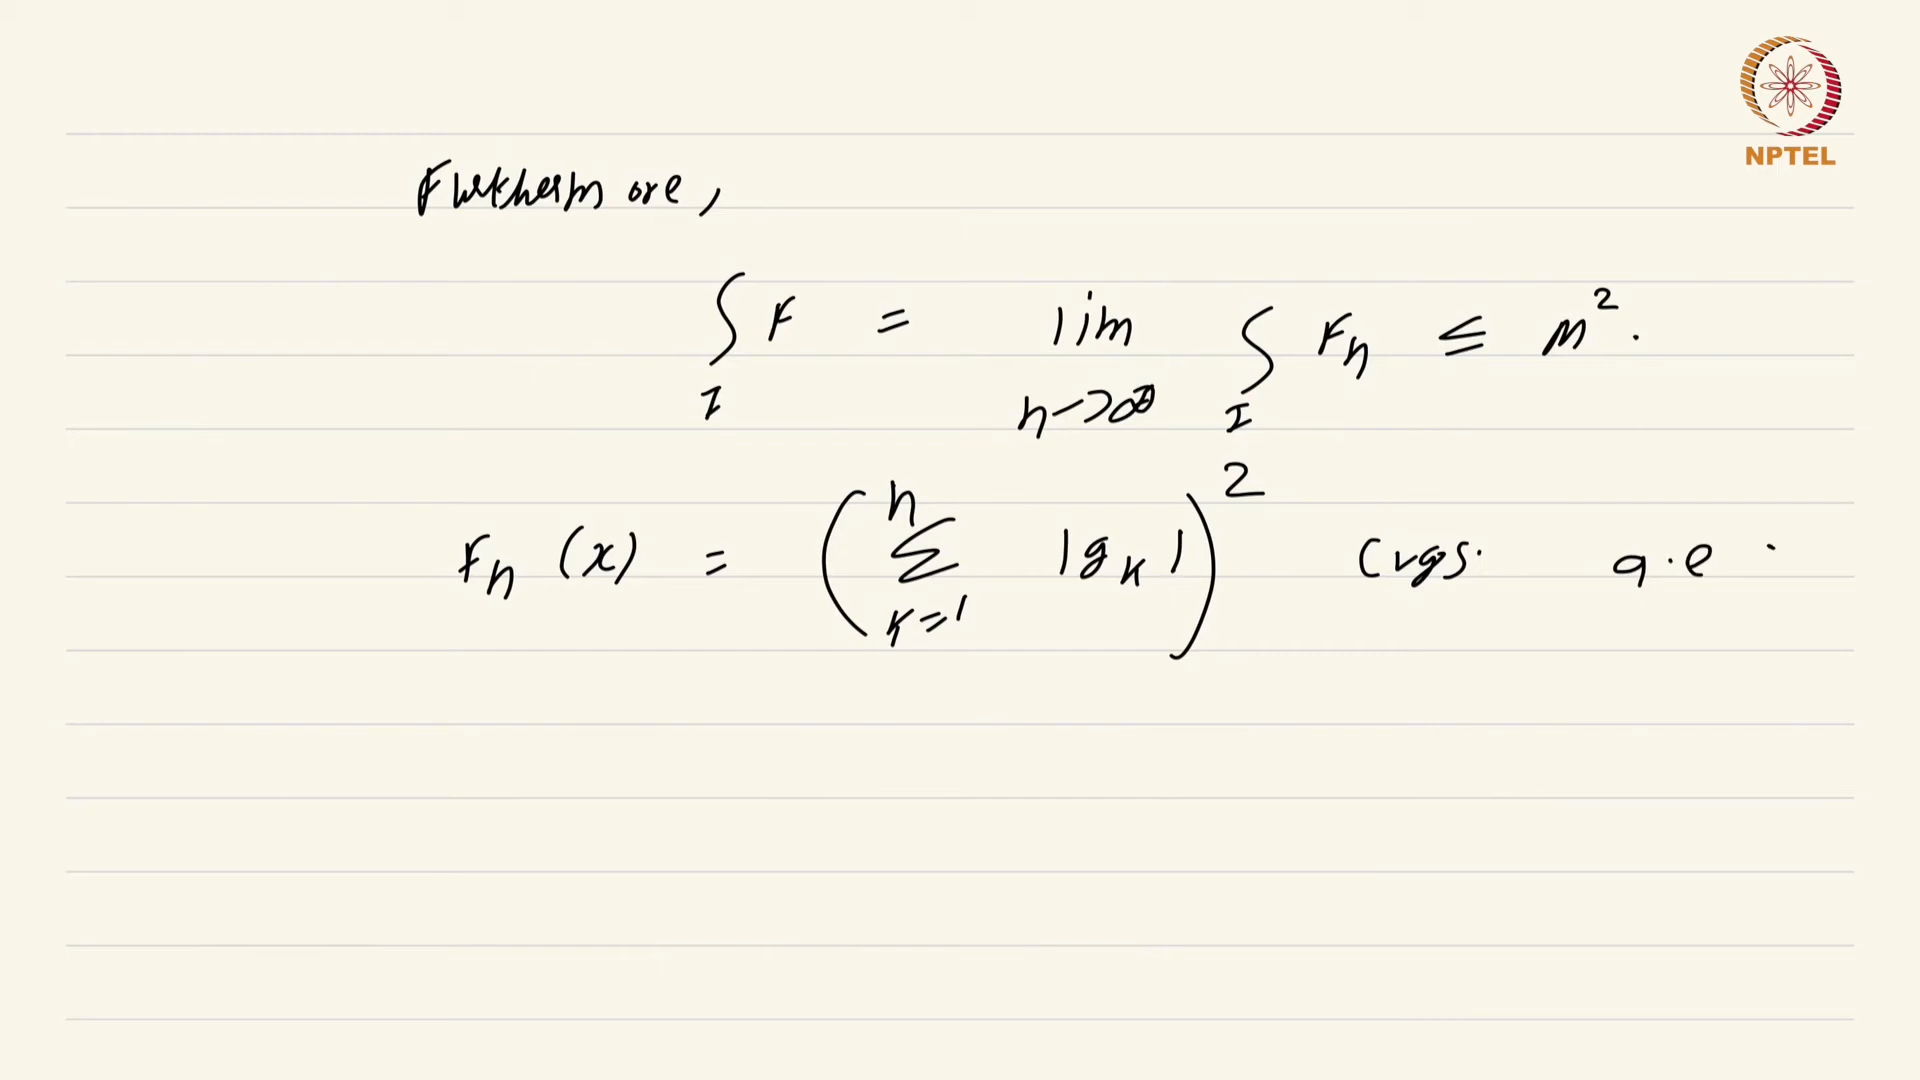 NPTEL
Furthermore,
∫_I F = lim_{n→∞} ∫_I F_n ≤ M².
F_n (x) = (∑_{k=1}^{n} |g_k|)² cvgs. a.e.